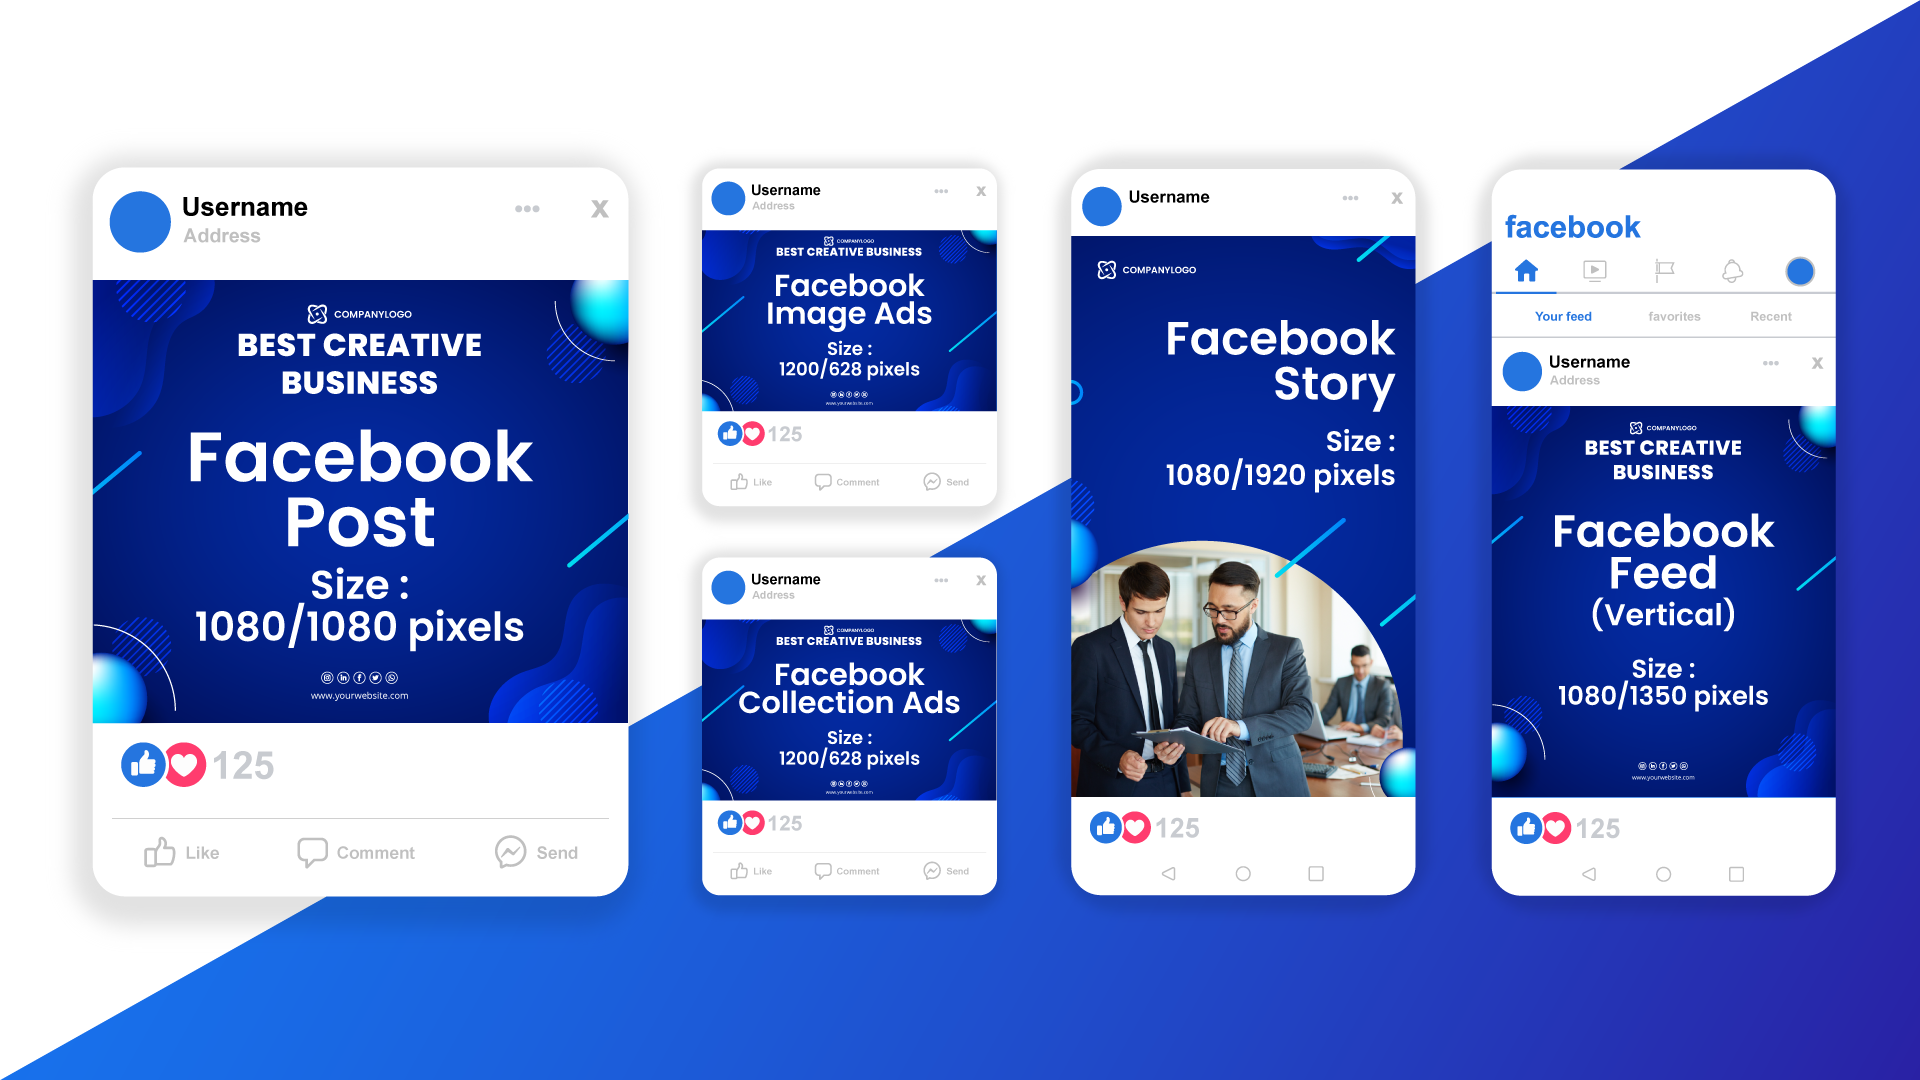 Username
Address
••• X
COMPANYLOGO
BEST CREATIVE
BUSINESS
Facebook
Post
Size :
1080/1080 pixels
www.yourwebsite.com
125
Like
Comment
Send
Username
Address
••• X
COMPANYLOGO
BEST CREATIVE BUSINESS
Facebook
Image Ads
Size :
1200/628 pixels
www.yourwebsite.com
125
Like
Comment
Send
Username
Address
••• X
COMPANYLOGO
BEST CREATIVE BUSINESS
Facebook
Collection Ads
Size :
1200/628 pixels
www.yourwebsite.com
125
Like
Comment
Send
Username
••• X
COMPANYLOGO
Facebook
Story
Size :
1080/1920 pixels
125
facebook
Your feed
favorites
Recent
Username
Address
••• X
COMPANYLOGO
BEST CREATIVE
BUSINESS
Facebook
Feed
(Vertical)
Size :
1080/1350 pixels
www.yourwebsite.com
125